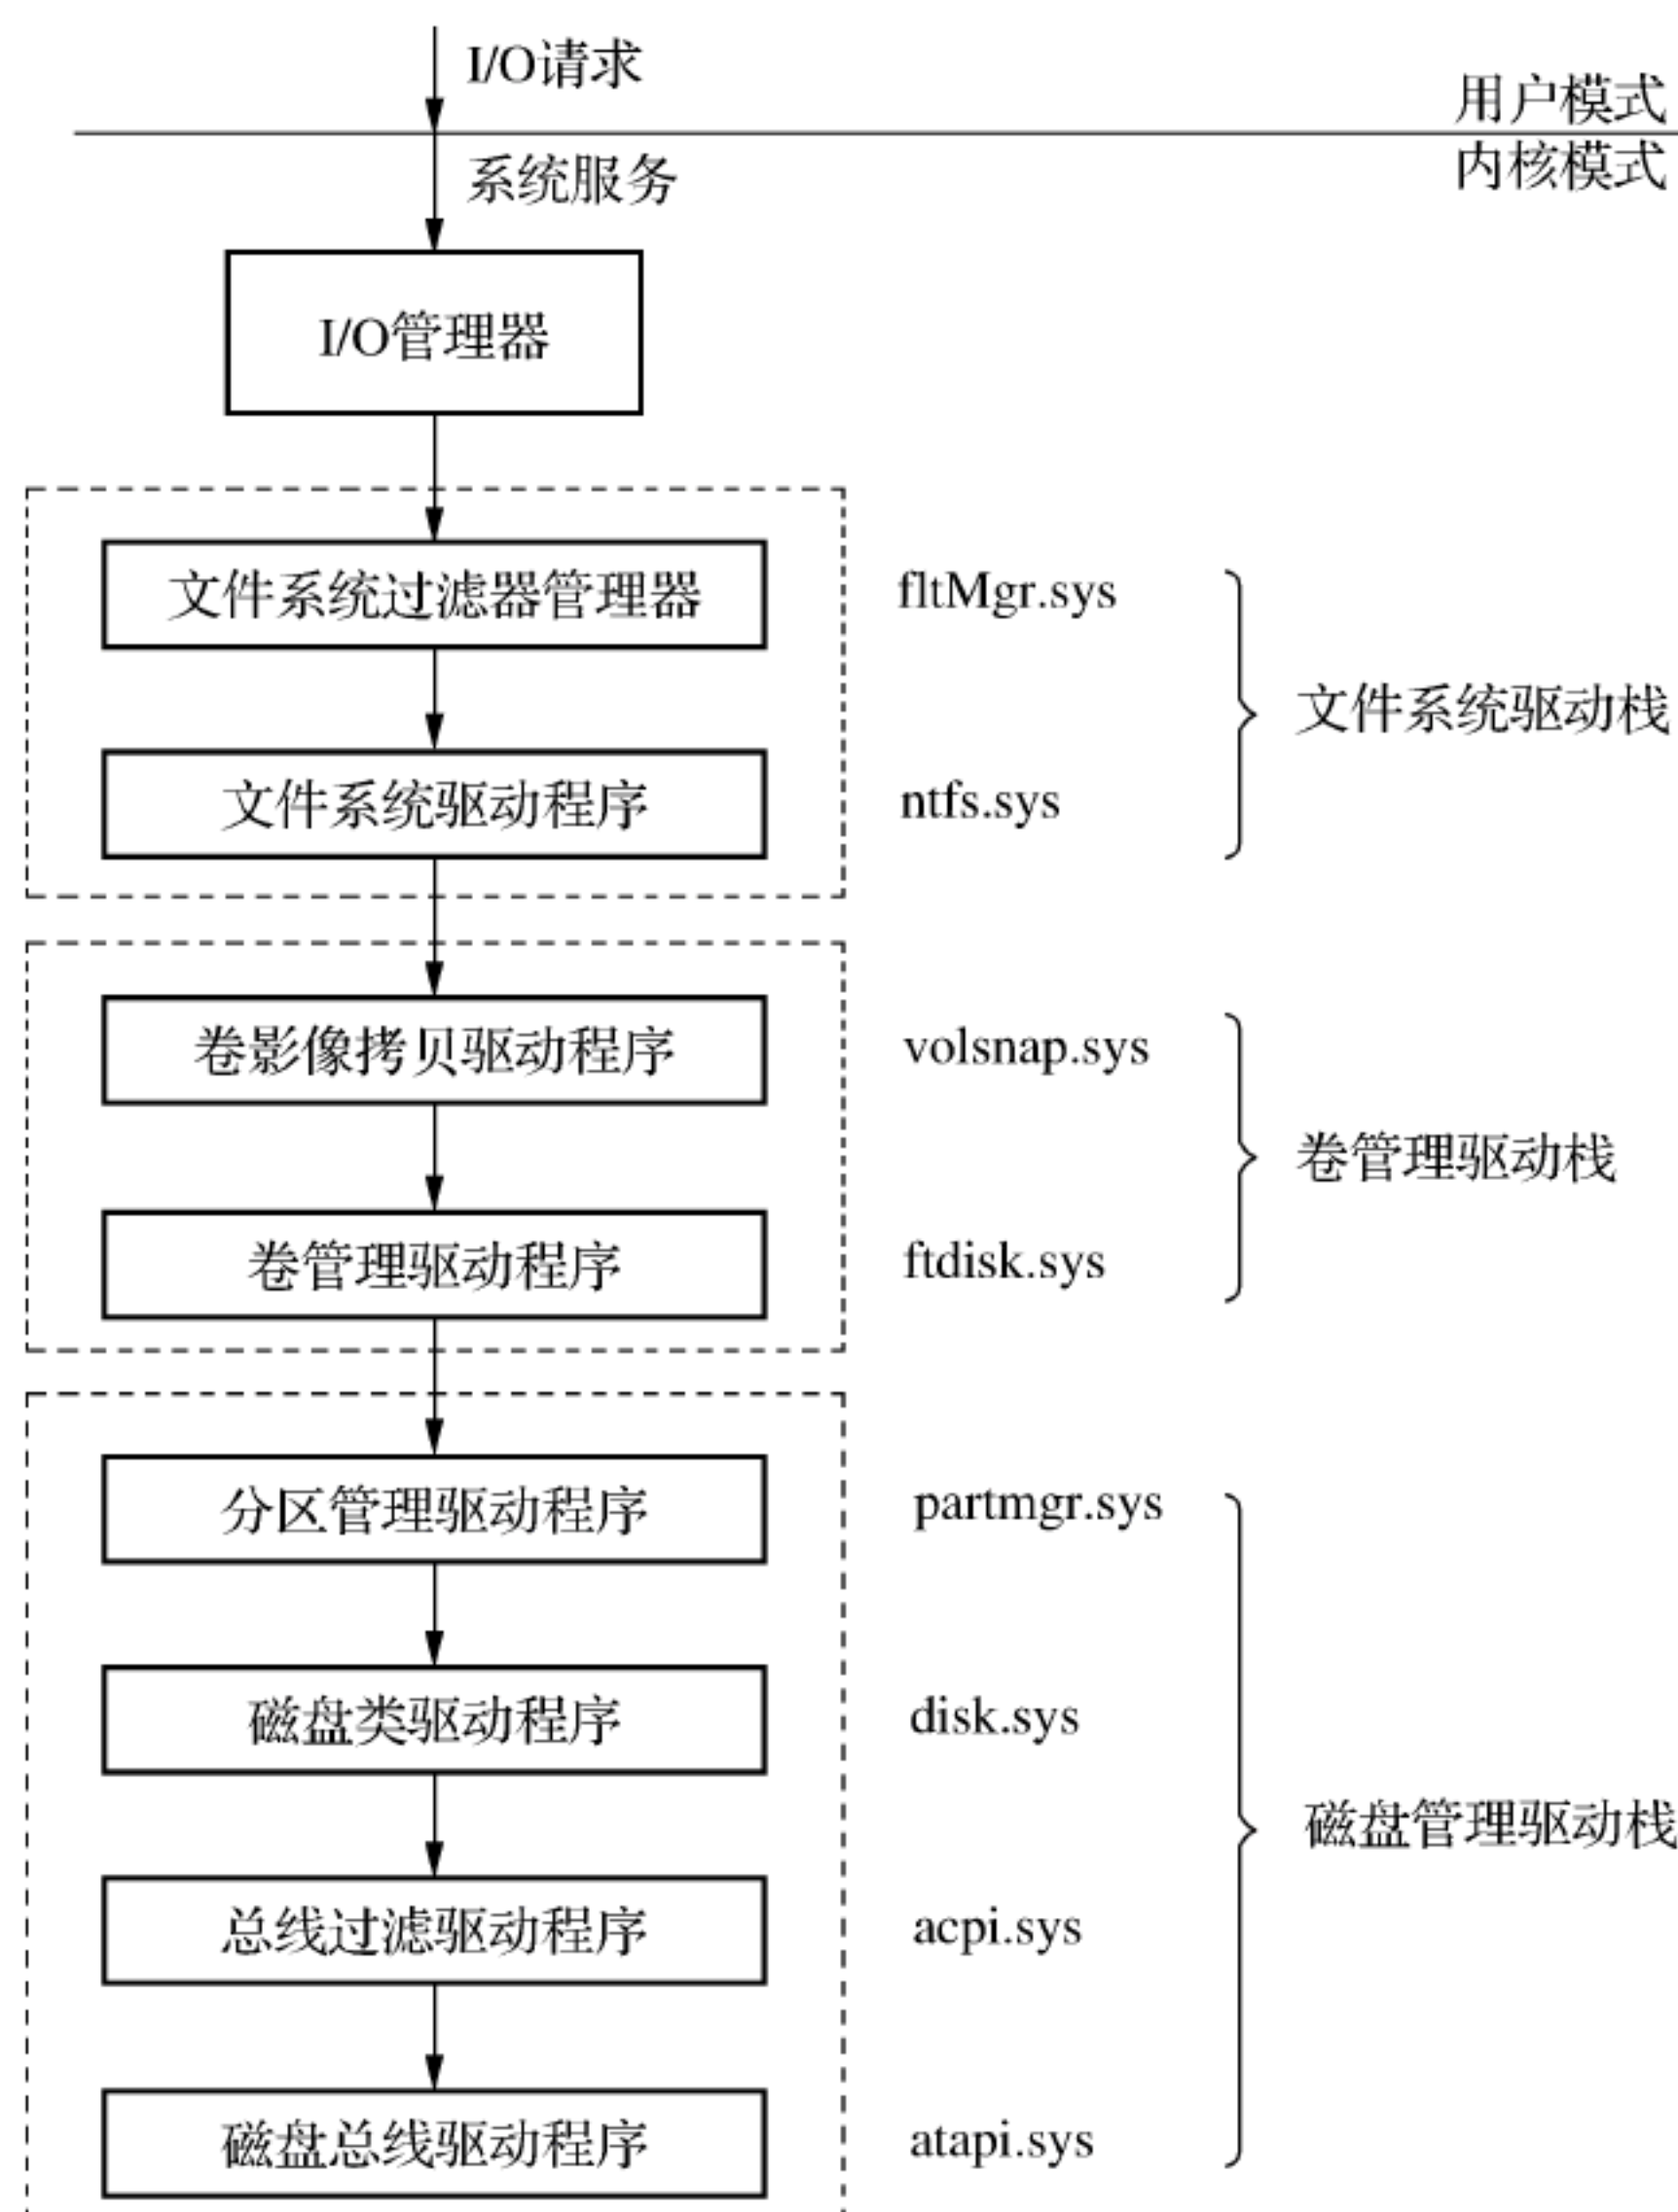 I/O请求
用户模式
内核模式
系统服务
I/O管理器
文件系统过滤器管理器
fltMgr.sys
文件系统驱动栈
文件系统驱动程序
ntfs.sys
卷影像拷贝驱动程序
volsnap.sys
卷管理驱动栈
卷管理驱动程序
ftdisk.sys
分区管理驱动程序
partmgr.sys
磁盘类驱动程序
disk.sys
磁盘管理驱动栈
总线过滤驱动程序
acpi.sys
磁盘总线驱动程序
atapi.sys